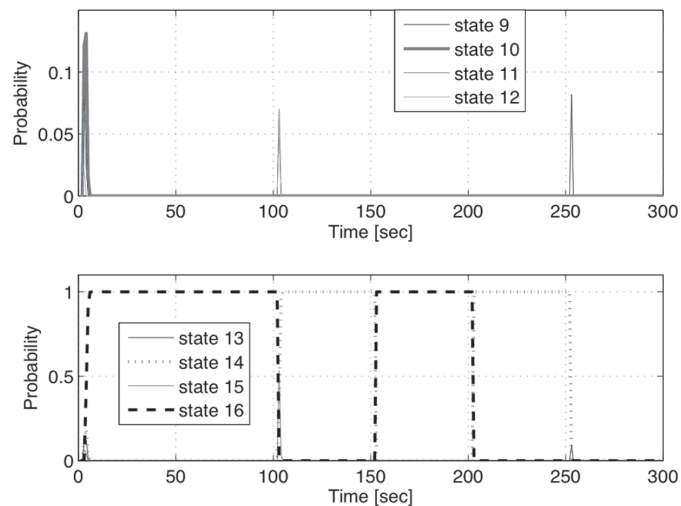 state 9
state 10
state 11
state 12
Probability
0.1
0.05
0
0 50 100 150 200 250 300
Time [sec]
state 13
state 14
state 15
state 16
Probability
1
0.5
0
0 50 100 150 200 250 300
Time [sec]